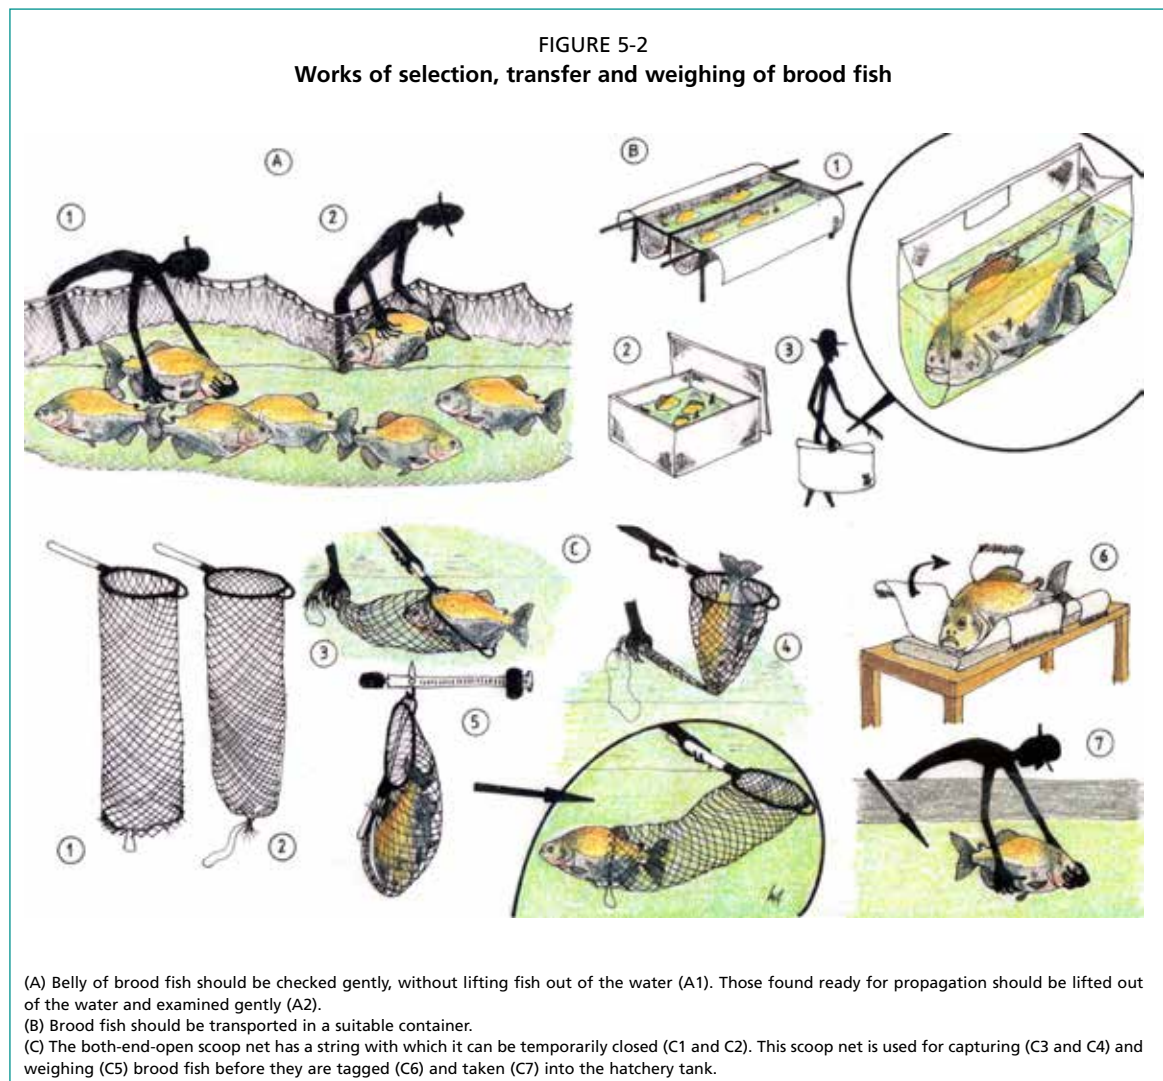 FIGURE 5-2
Works of selection, transfer and weighing of brood fish
A
1
2
B
1
2
3
C
1
2
3
4
5
6
7
(A) Belly of brood fish should be checked gently, without lifting fish out of the water (A1). Those found ready for propagation should be lifted out
of the water and examined gently (A2).
(B) Brood fish should be transported in a suitable container.
(C) The both-end-open scoop net has a string with which it can be temporarily closed (C1 and C2). This scoop net is used for capturing (C3 and C4) and
weighing (C5) brood fish before they are tagged (C6) and taken (C7) into the hatchery tank.